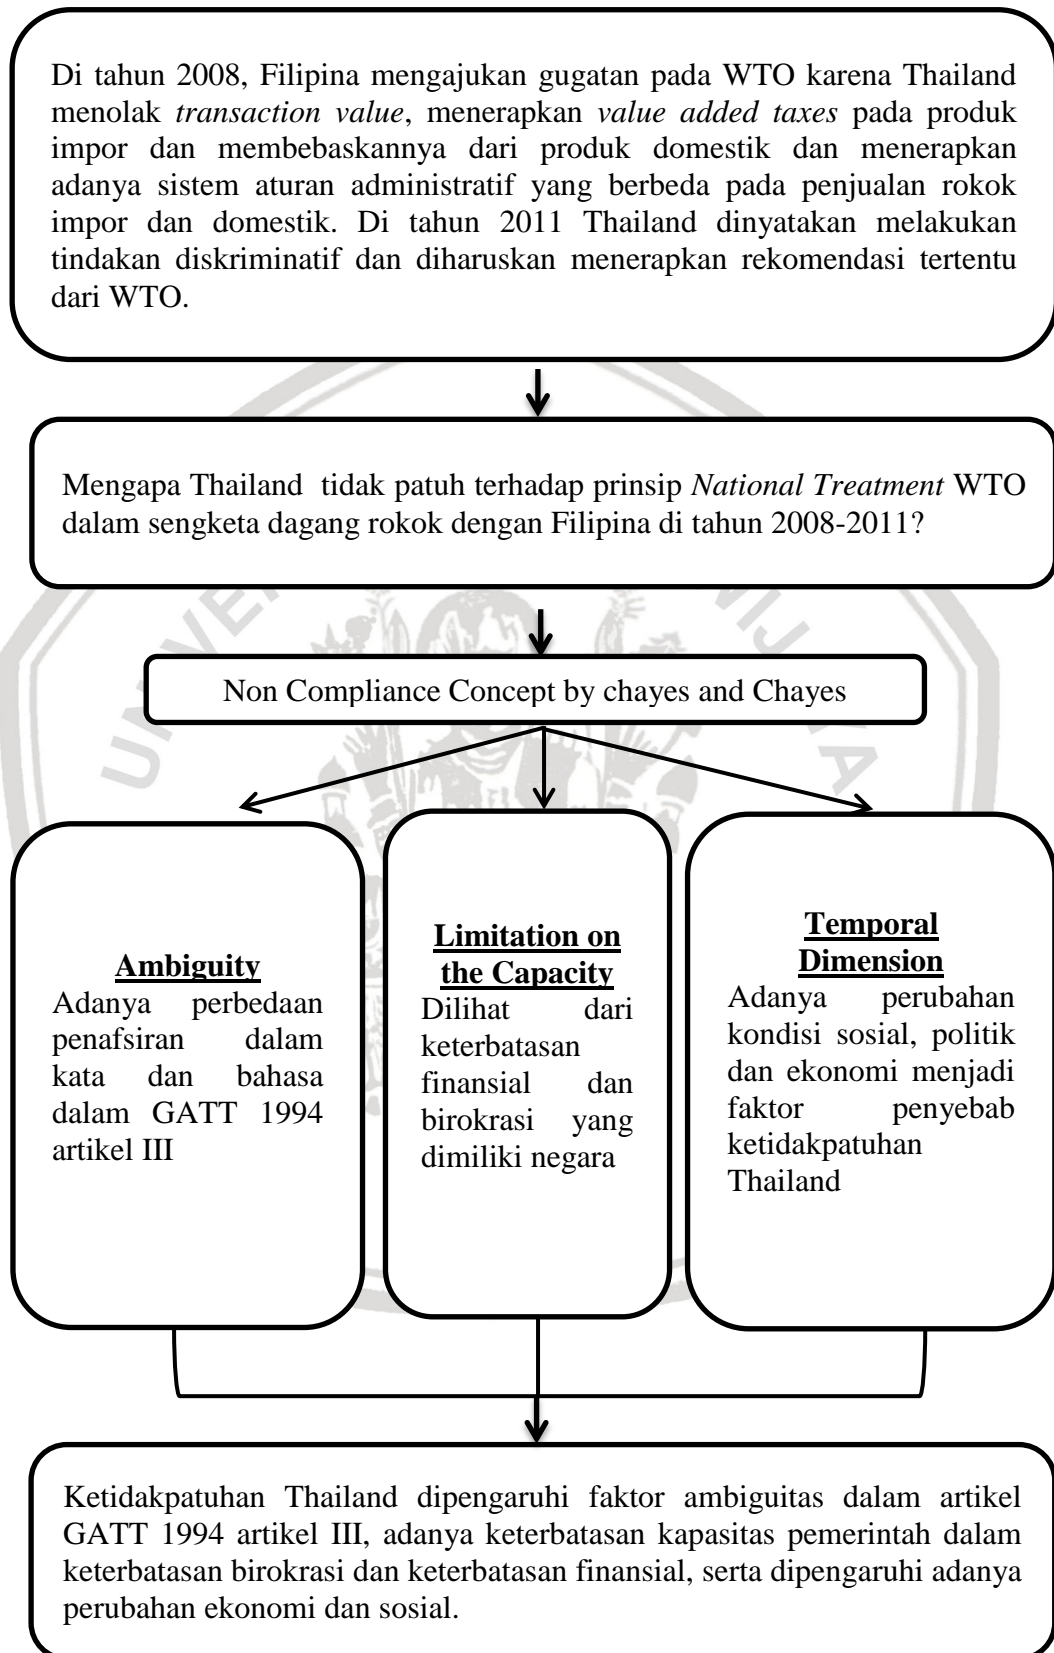 Di tahun 2008, Filipina mengajukan gugatan pada WTO karena Thailand
menolak transaction value, menerapkan value added taxes pada produk
impor dan membebaskannya dari produk domestik dan menerapkan
adanya sistem aturan administratif yang berbeda pada penjualan rokok
impor dan domestik. Di tahun 2011 Thailand dinyatakan melakukan
tindakan diskriminatif dan diharuskan menerapkan rekomendasi tertentu
dari WTO.
Mengapa Thailand tidak patuh terhadap prinsip National Treatment WTO
dalam sengketa dagang rokok dengan Filipina di tahun 2008-2011?
Non Compliance Concept by chayes and Chayes
Ambiguity
Adanya perbedaan
penafsiran dalam
kata dan bahasa
dalam GATT 1994
artikel III
Limitation on
the Capacity
Dilihat dari
keterbatasan
finansial dan
birokrasi yang
dimiliki negara
Temporal
Dimension
Adanya perubahan
kondisi sosial, politik
dan ekonomi menjadi
faktor penyebab
ketidakpatuhan
Thailand
Ketidakpatuhan Thailand dipengaruhi faktor ambiguitas dalam artikel
GATT 1994 artikel III, adanya keterbatasan kapasitas pemerintah dalam
keterbatasan birokrasi dan keterbatasan finansial, serta dipengaruhi adanya
perubahan ekonomi dan sosial.